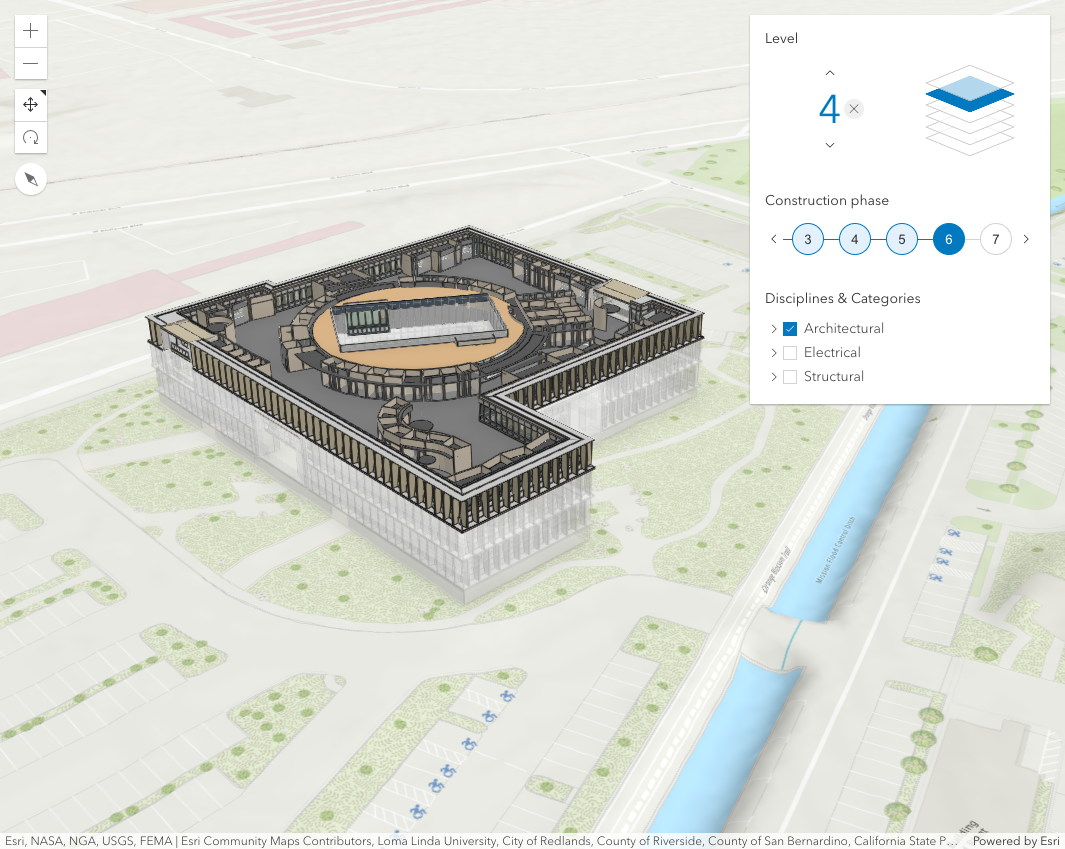 Level
4
Construction phase
3 4 5 6 7
Disciplines & Categories
Architectural
Electrical
Structural
Orange Blossom Trail
Mission Flood Control Area
Esri, NASA, NGA, USGS, FEMA | Esri Community Maps Contributors, Loma Linda University, City of Redlands, County of Riverside, County of San Bernardino, California State P... Powered by Esri